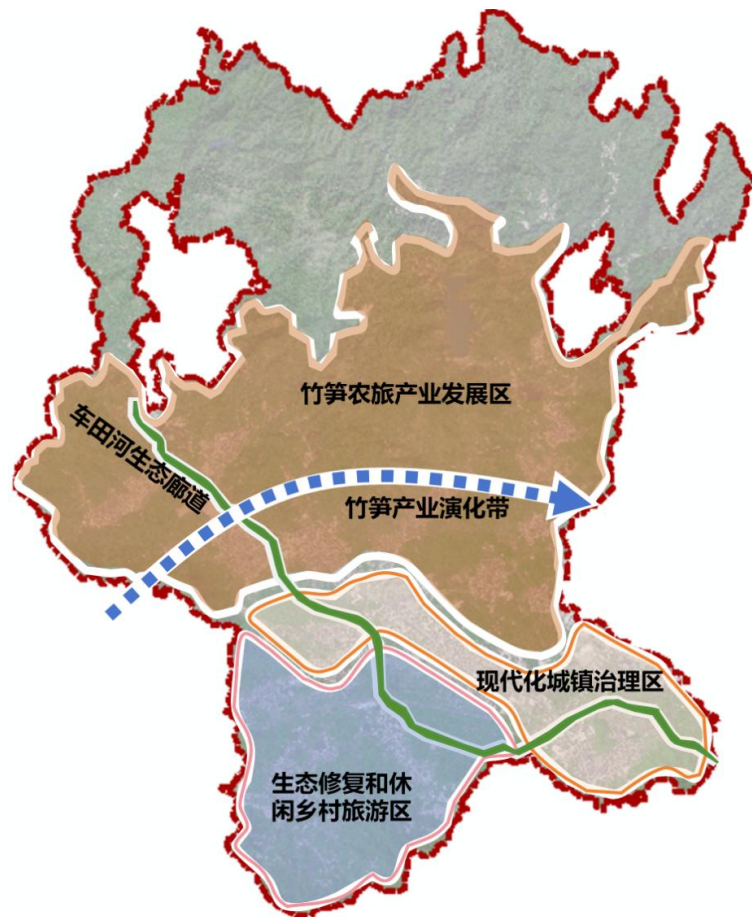 竹笋农旅产业发展区
车田河生态廊道
竹笋产业演化带
现代化城镇治理区
生态修复和休
闲乡村旅游区